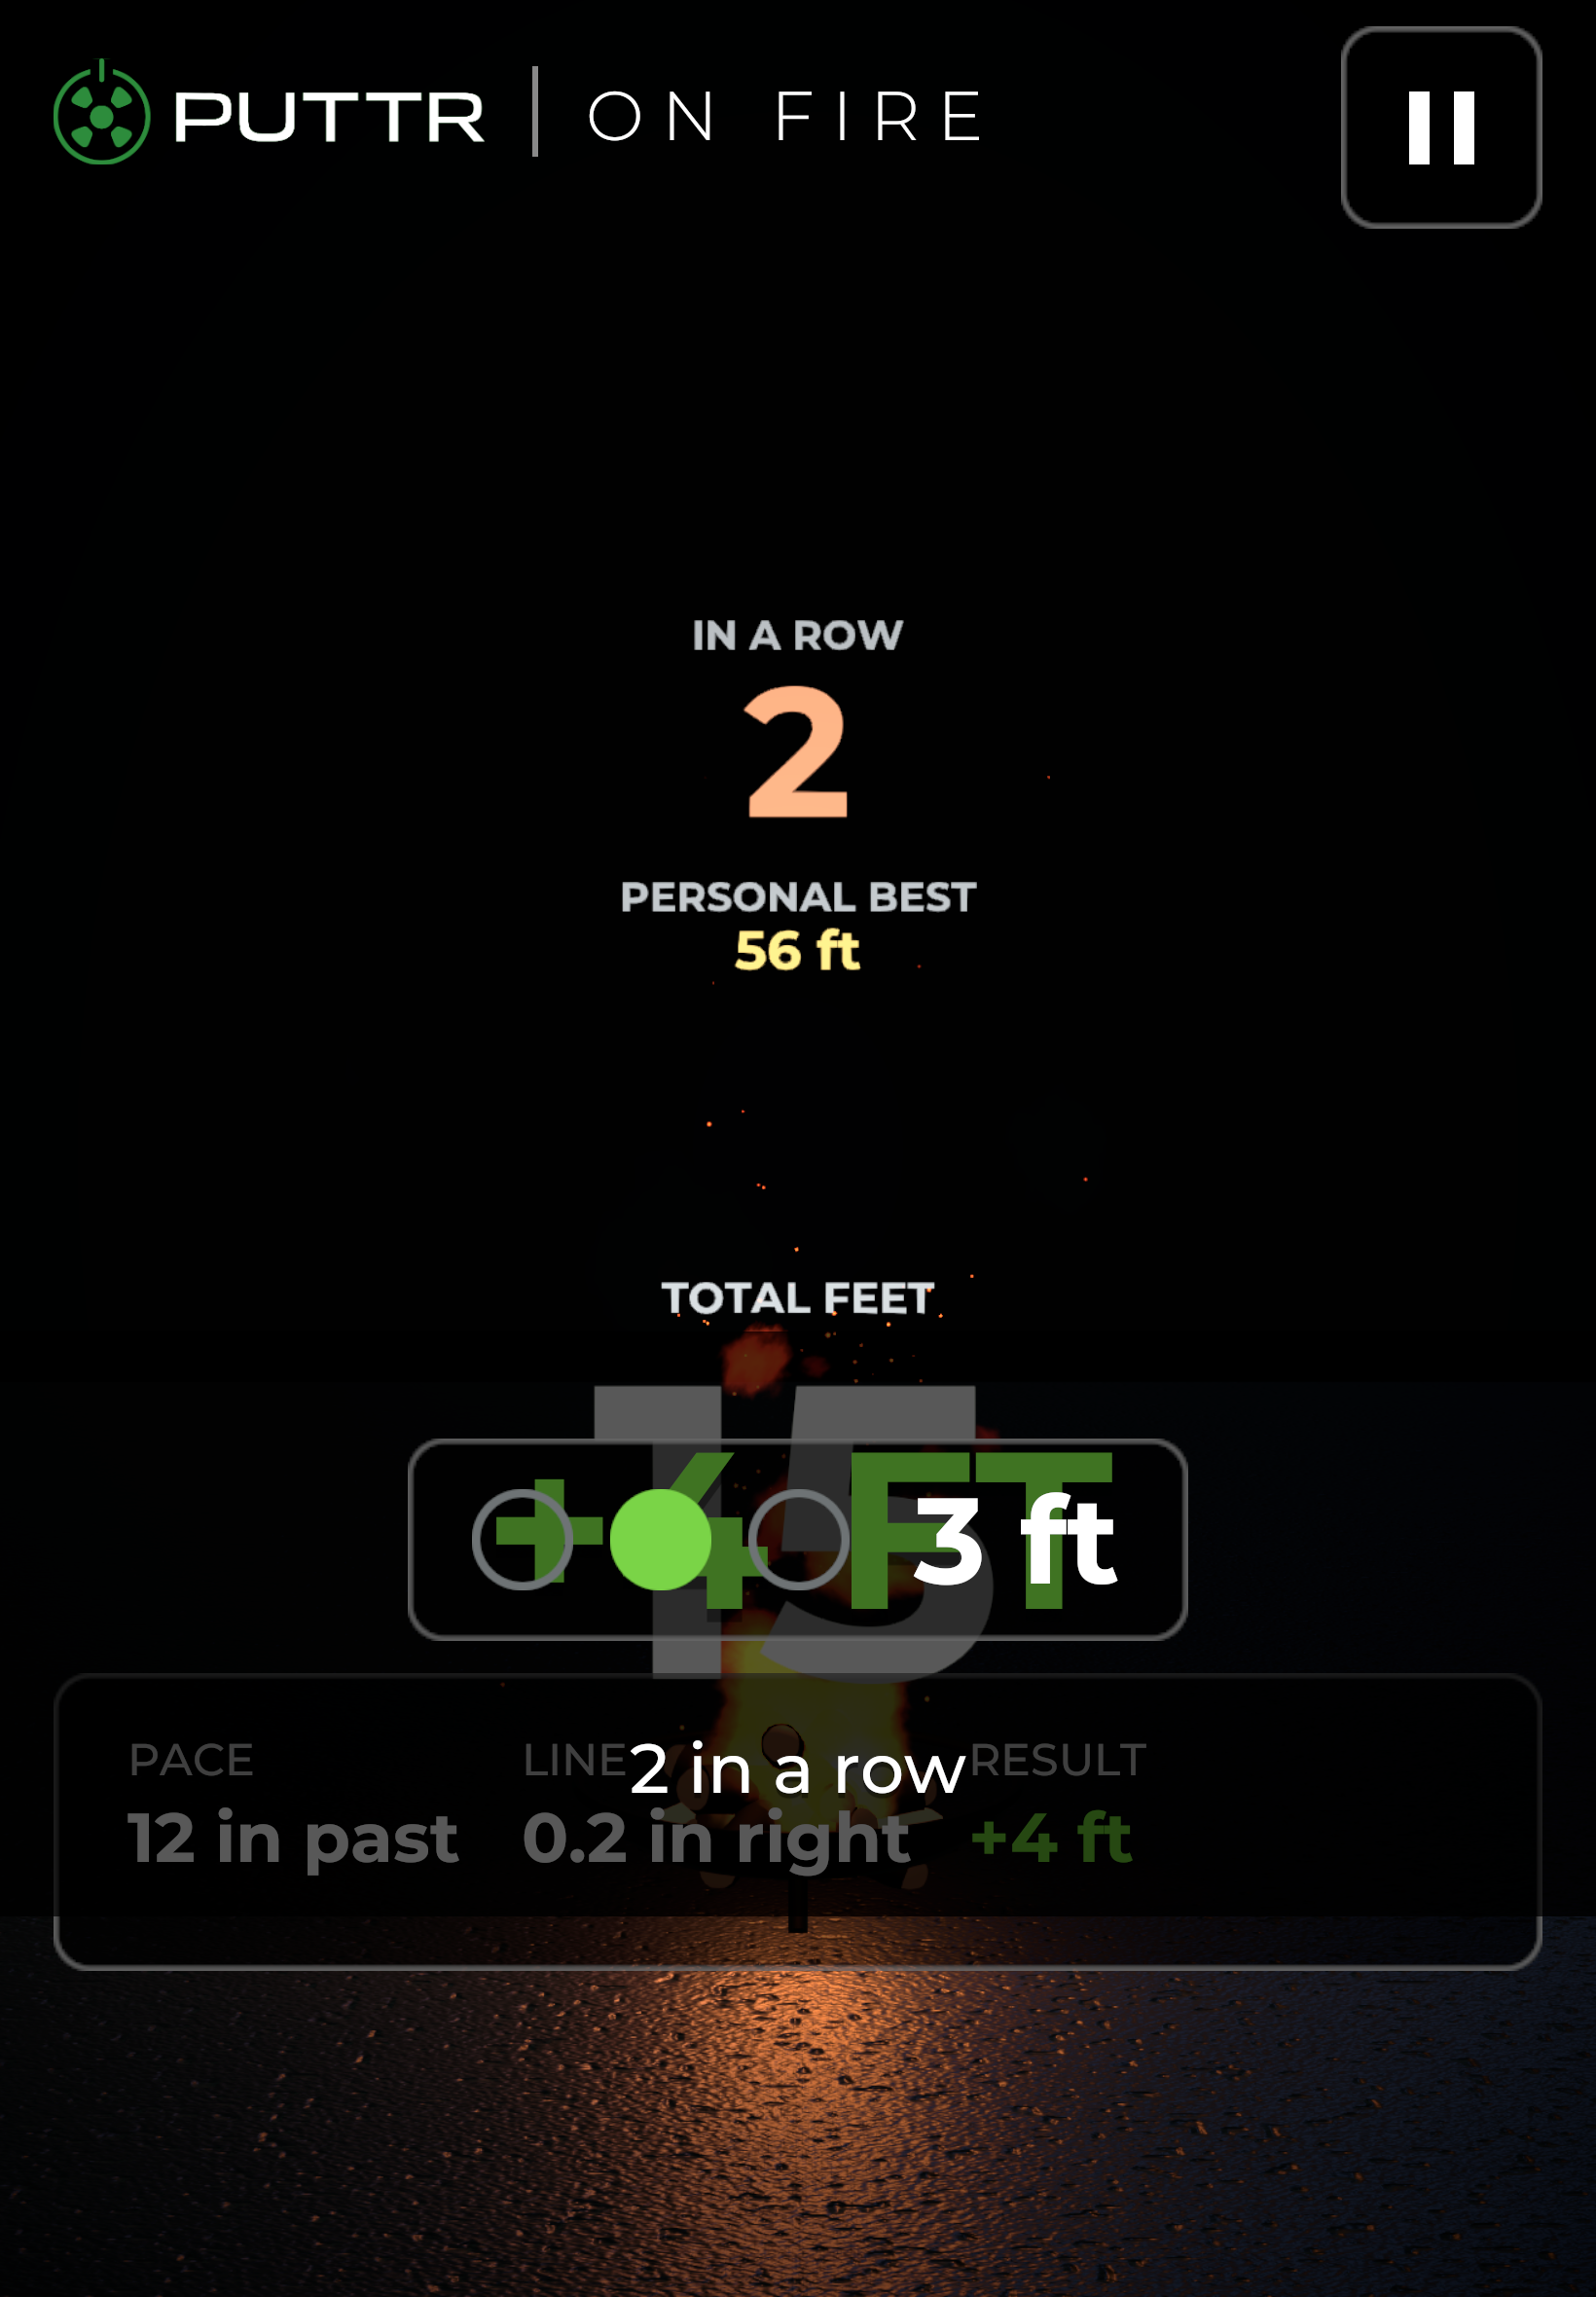 PUTTR | ON FIRE
IN A ROW
2
PERSONAL BEST
56 ft
TOTAL FEET
15
+4 FT
3 ft
2 in a row
PACE LINE RESULT
12 in past 0.2 in right +4 ft